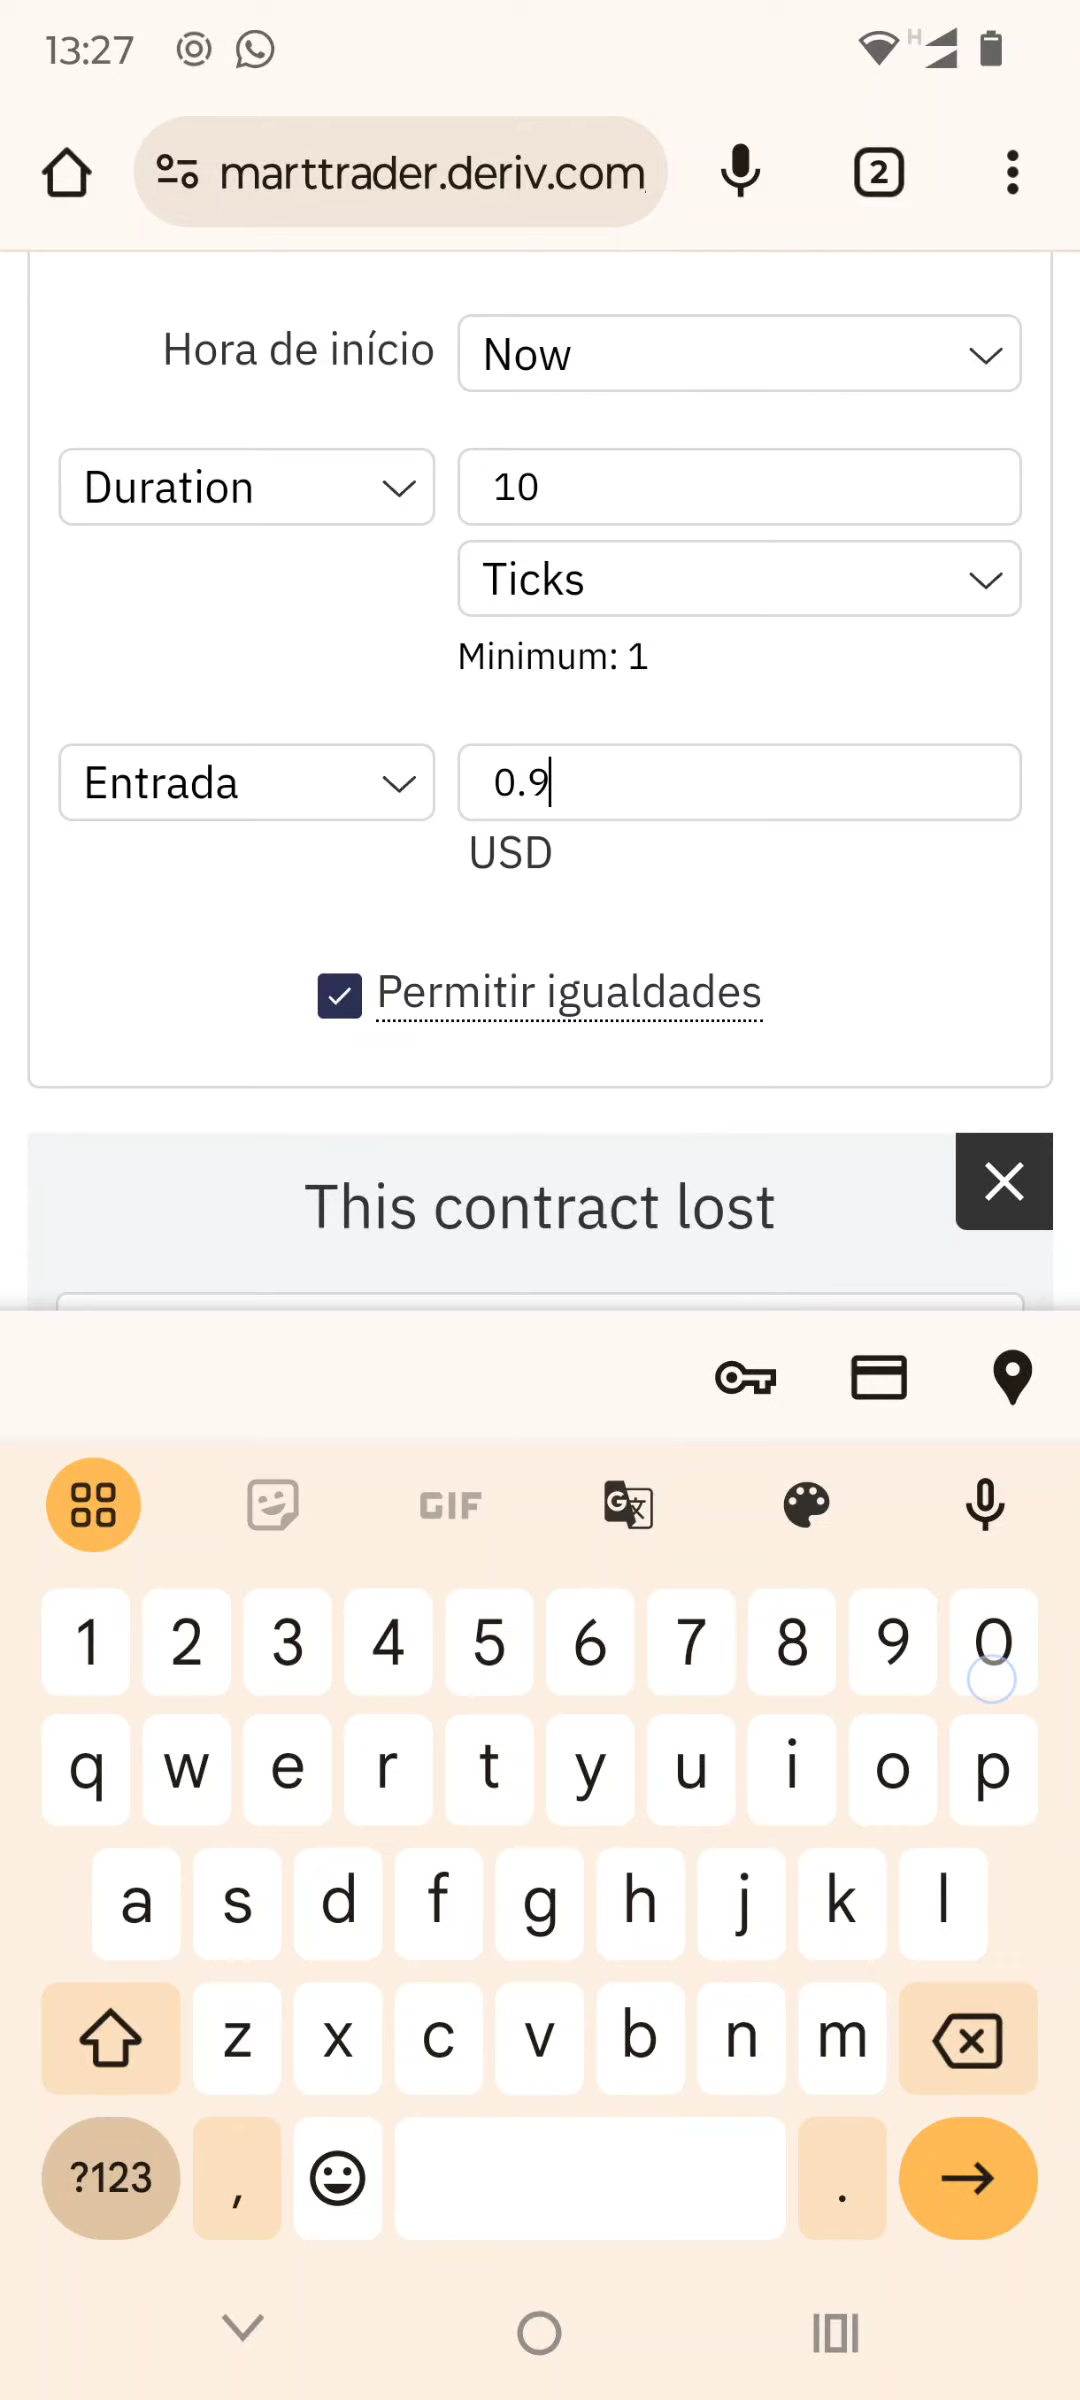 13:27
H
marttrader.deriv.com
2
Hora de início
Now
Duration
10
Ticks
Minimum: 1
Entrada
0.9
USD
Permitir igualdades
This contract lost
GIF
G
1 2 3 4 5 6 7 8 9 0
q w e r t y u i o p
a s d f g h j k l
z x c v b n m
?123 , .